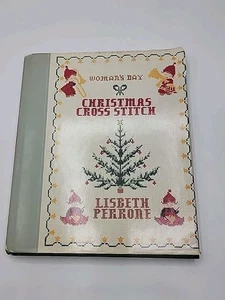 WOMAN'S DAY
CHRISTMAS
CROSS STITCH
LISBETH
PERRONE